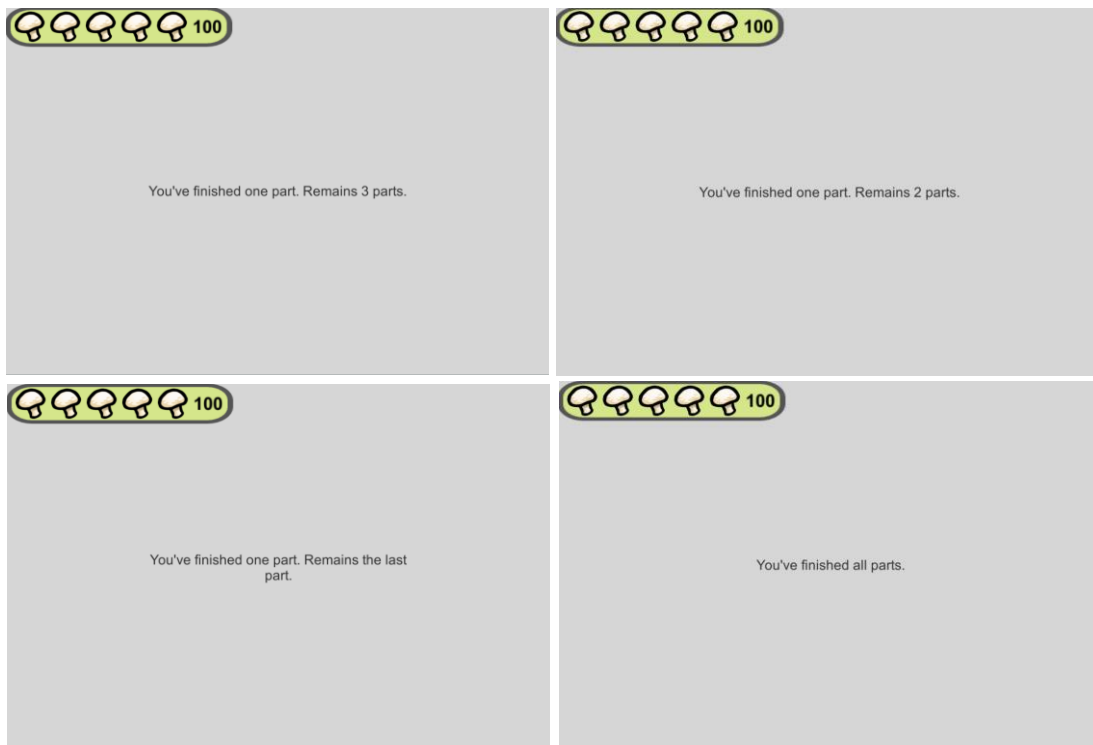 100
You've finished one part. Remains 3 parts.
100
You've finished one part. Remains 2 parts.
100
You've finished one part. Remains the last
part.
100
You've finished all parts.